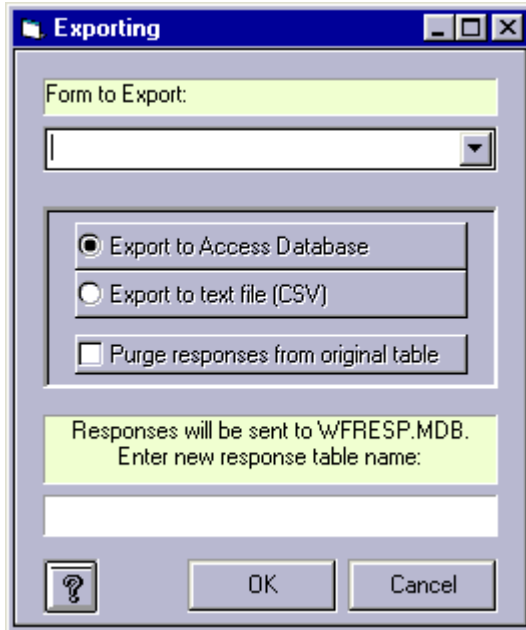 Exporting
Form to Export:
Export to Access Database
Export to text file (CSV)
Purge responses from original table
Responses will be sent to WFRESP.MDB.
Enter new response table name:
?
OK
Cancel